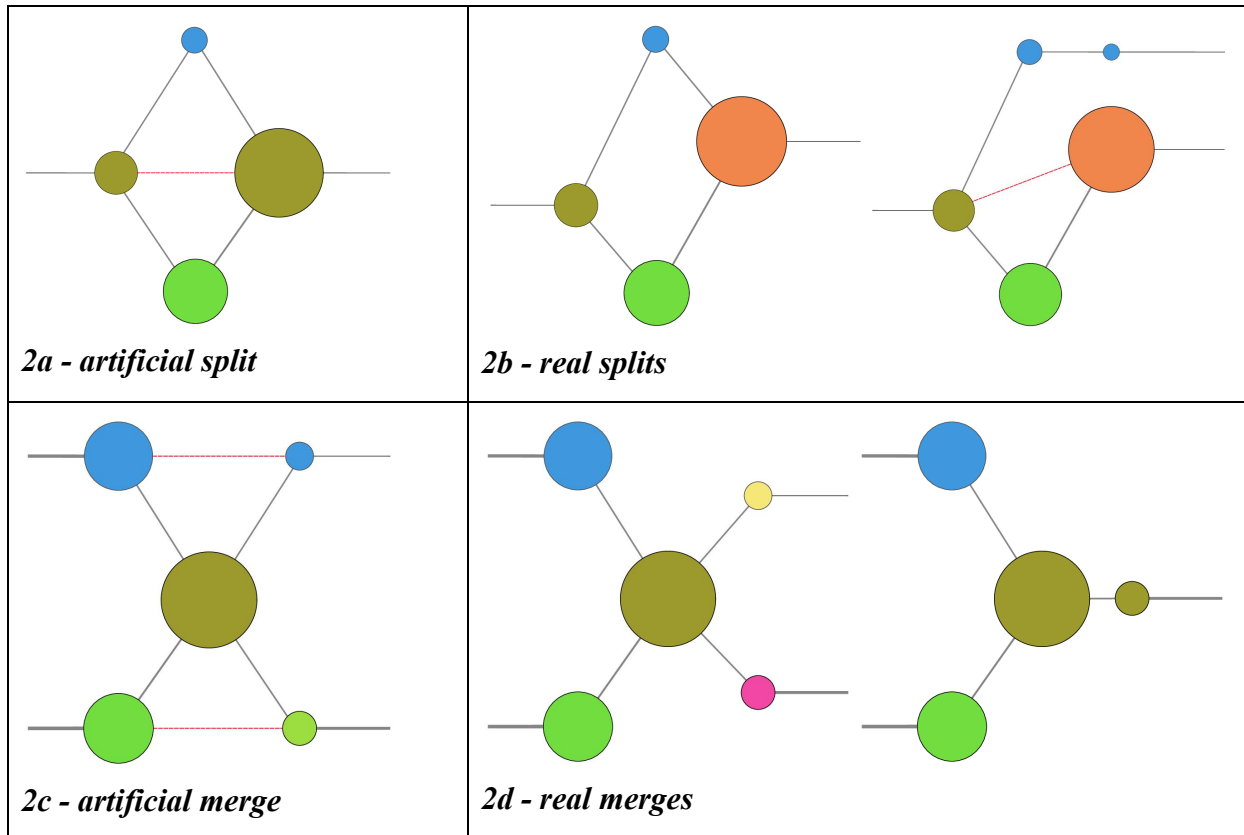 2a - artificial split
2b - real splits
2c - artificial merge
2d - real merges